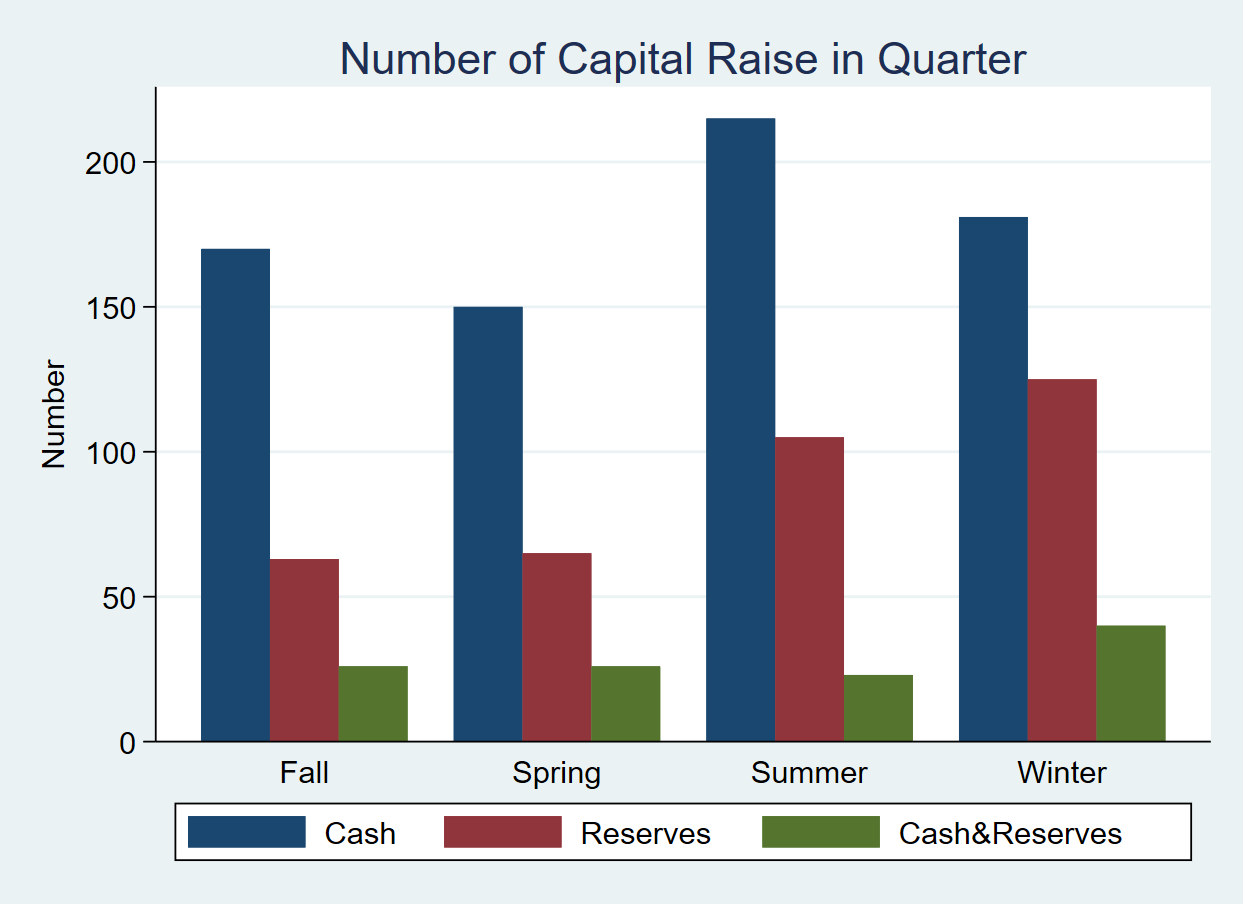 Number of Capital Raise in Quarter
Number
200
150
100
50
0
Fall Spring Summer Winter
Cash Reserves Cash&Reserves